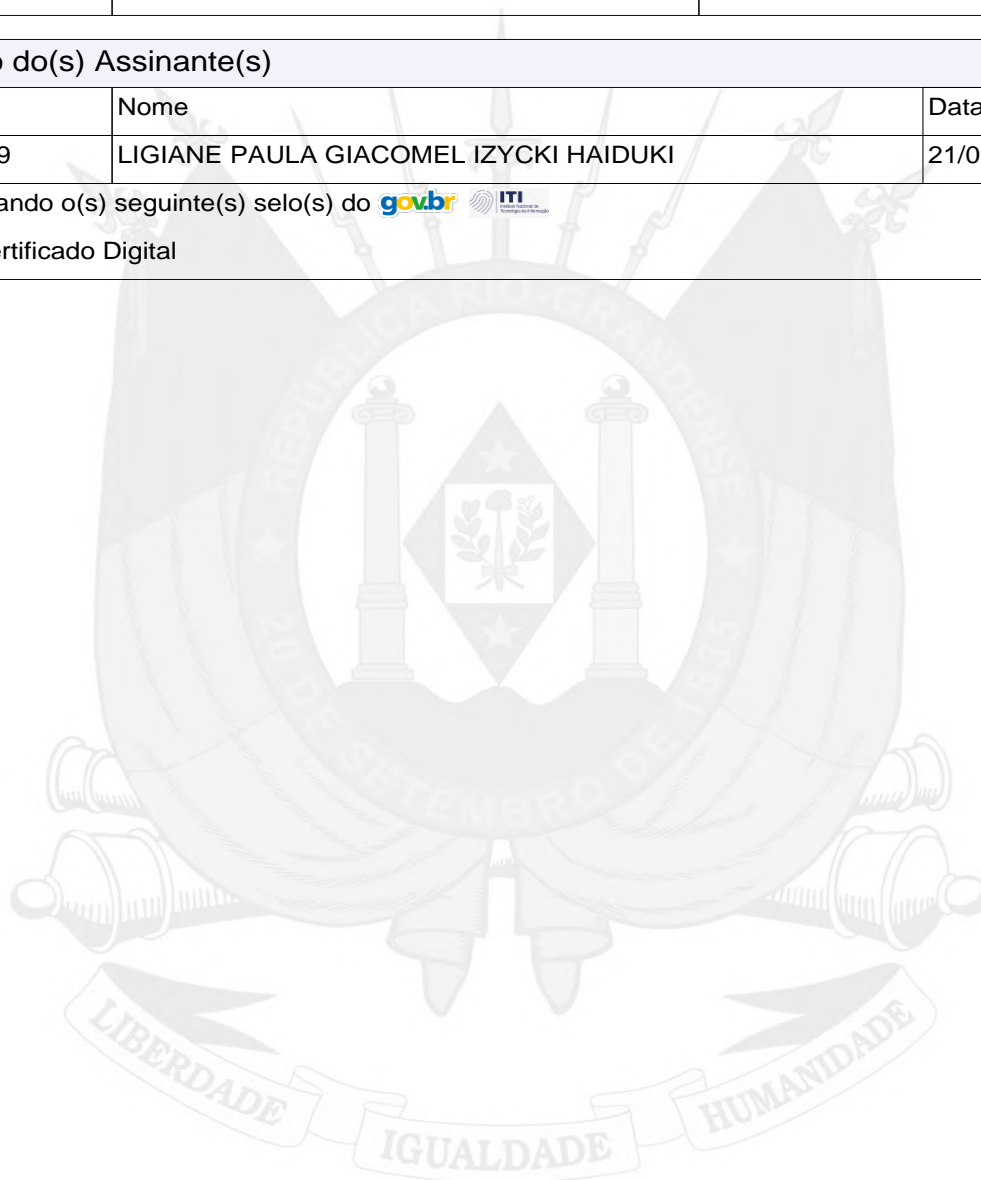 o do(s) Assinante(s)
Nome
Data
9
LIGIANE PAULA GIACOMEL IZYCKI HAIDUKI
21/0
ando o(s) seguinte(s) selo(s) do gov.br ITI
ertificado Digital
REPUBLICA RIO-GRANDENSE
20 DE SETEMBRO DE 1835
LIBERDADE
IGUALDADE
HUMANIDADE